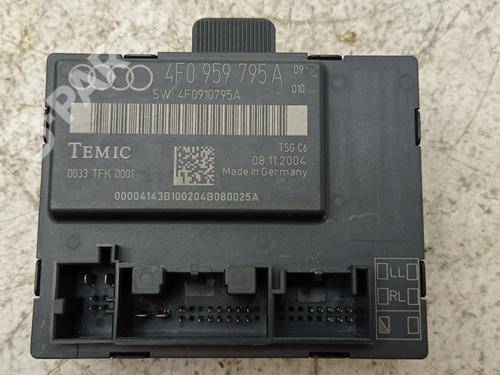 4F0 959 795 A 09
SW 4F0910795A 010
TEMIC
TSG C6
0033 TFK 0001
08.11.2004
Made in Germany
00004143B100204B080025A
LL
RL